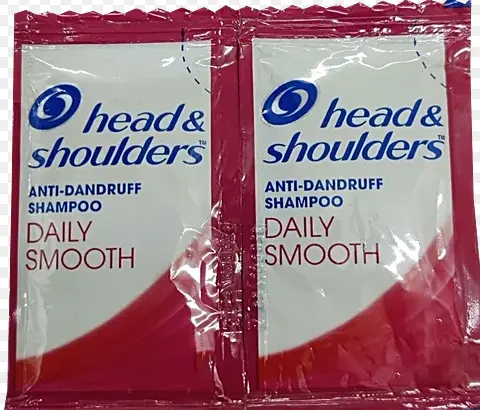 head &
shoulders™
ANTI-DANDRUFF
SHAMPOO
DAILY
SMOOTH
head &
shoulders™
ANTI-DANDRUFF
SHAMPOO
DAILY
SMOOTH